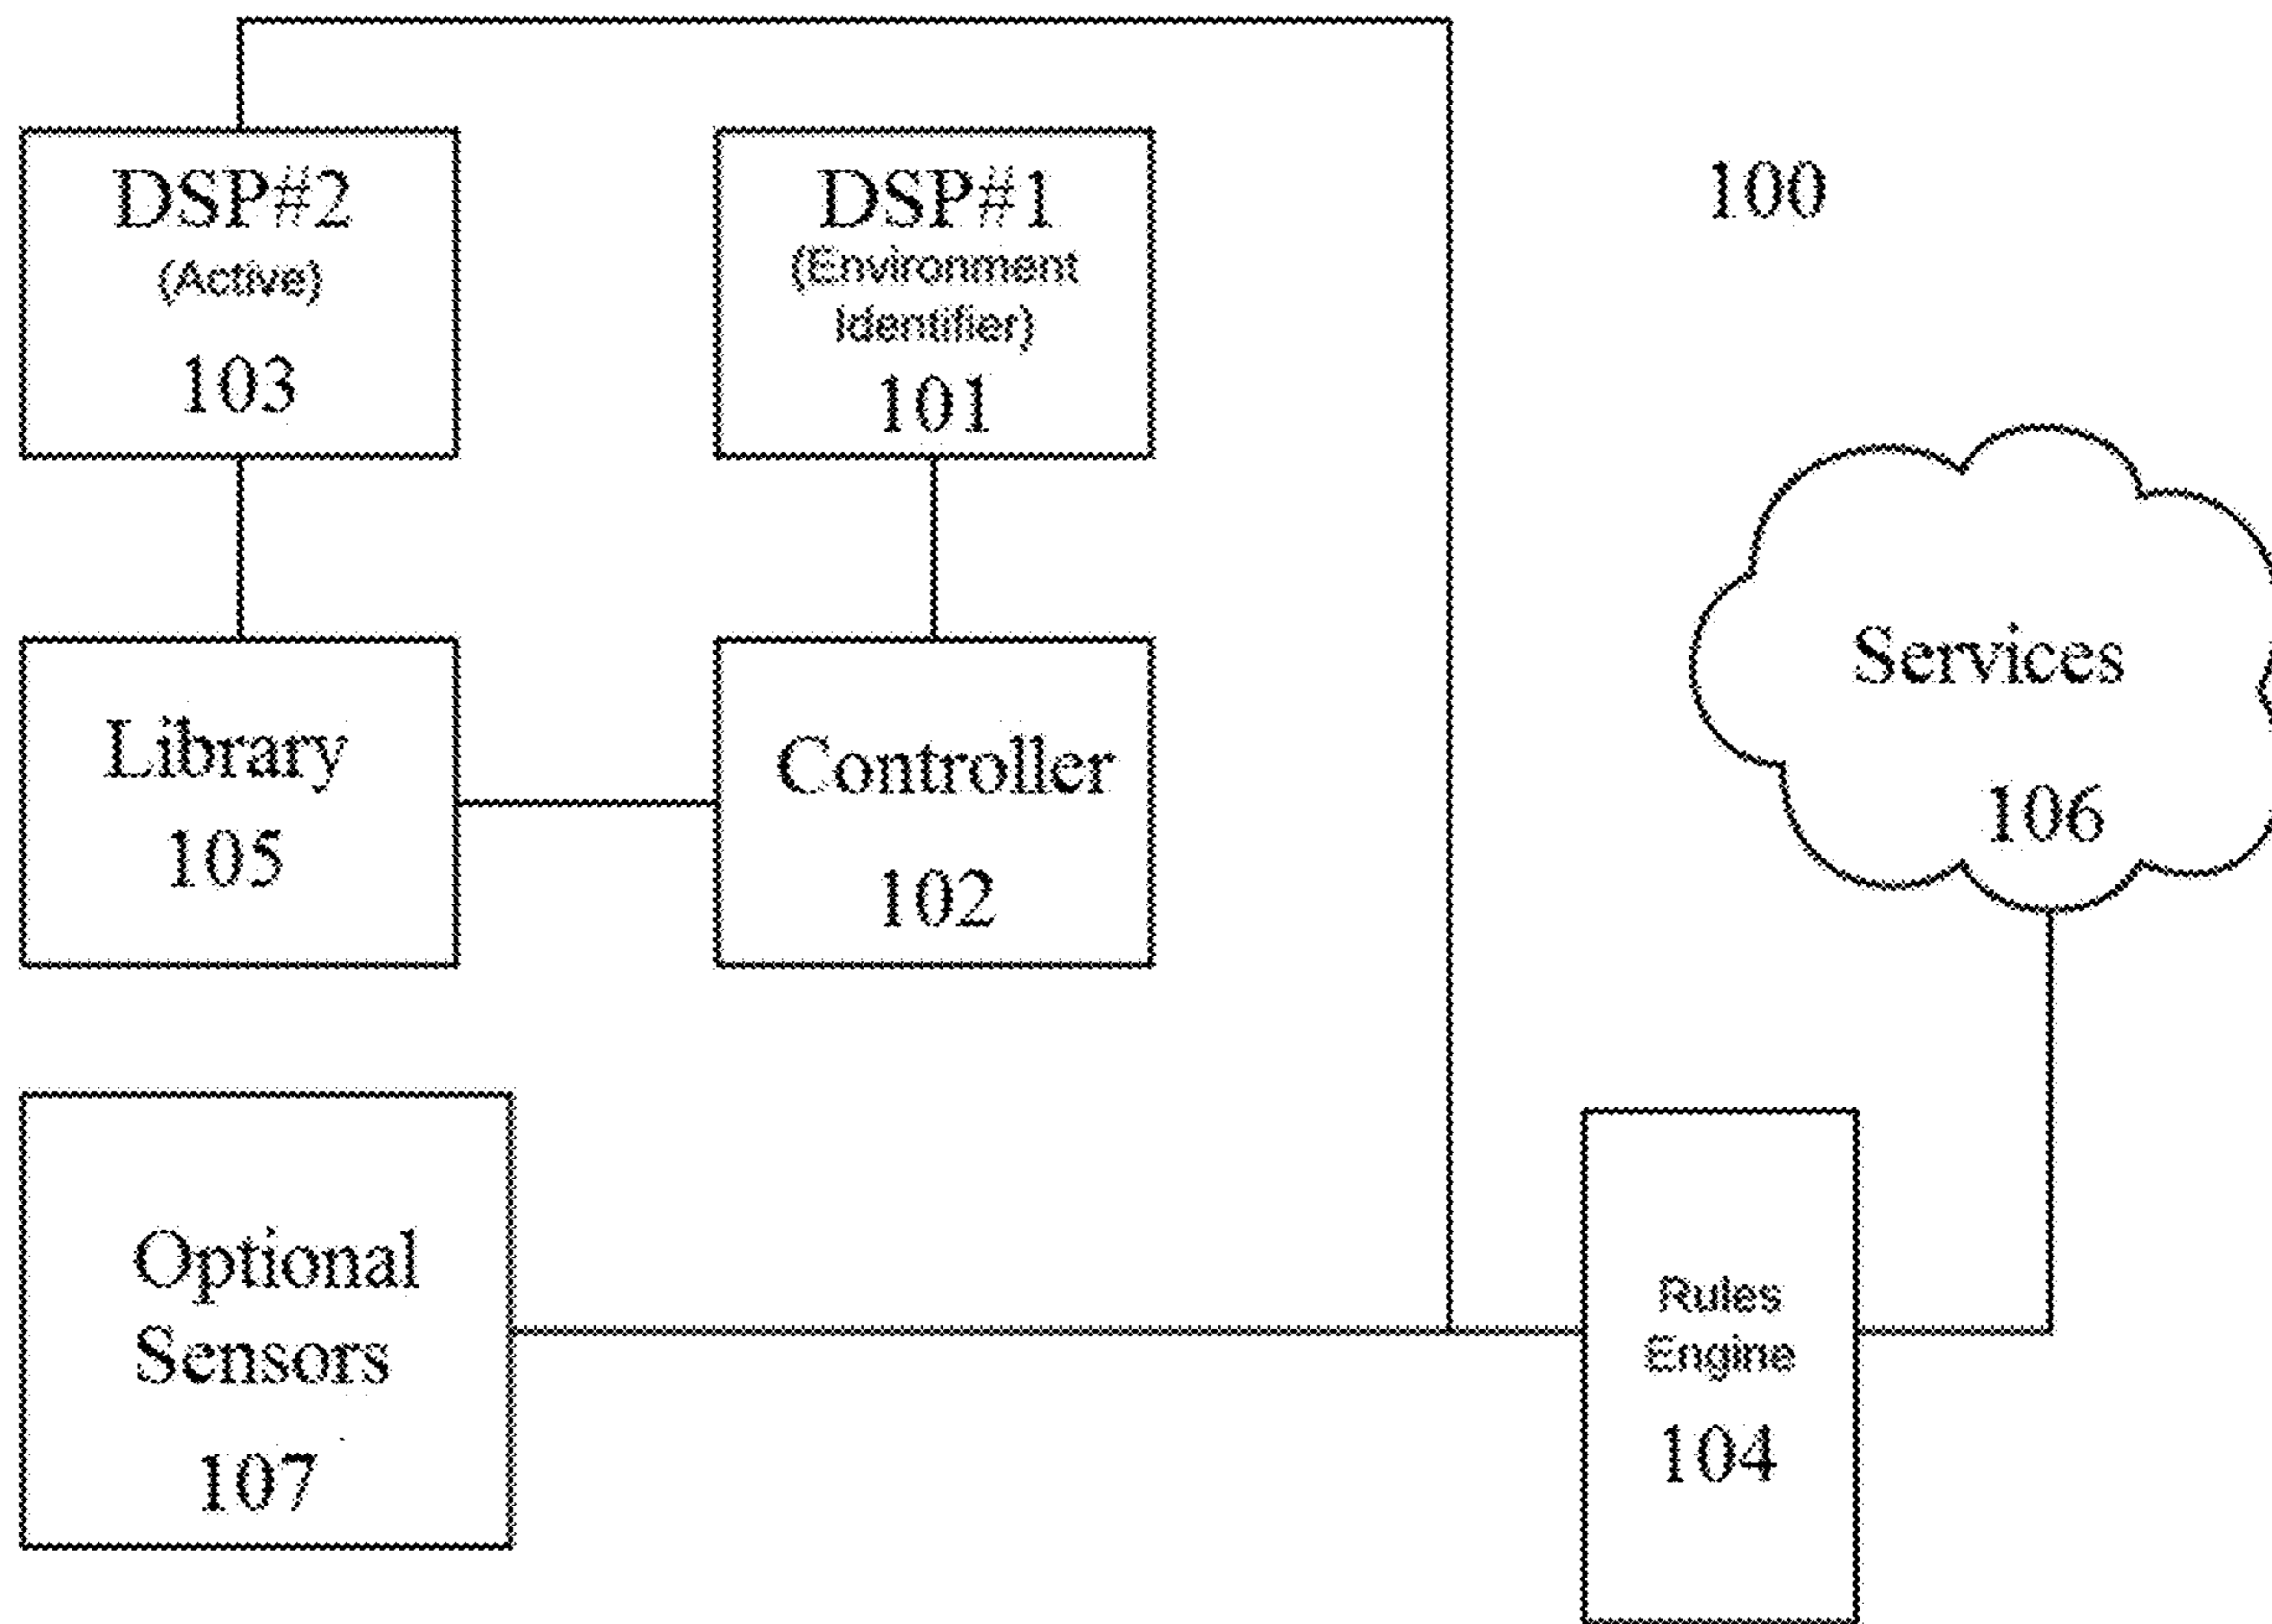 DSP#2
(Active)
103
DSP#1
(Environment
Identifier)
101
100
Library
105
Controller
102
Services
106
Optional
Sensors
107
Rules
Engine
104